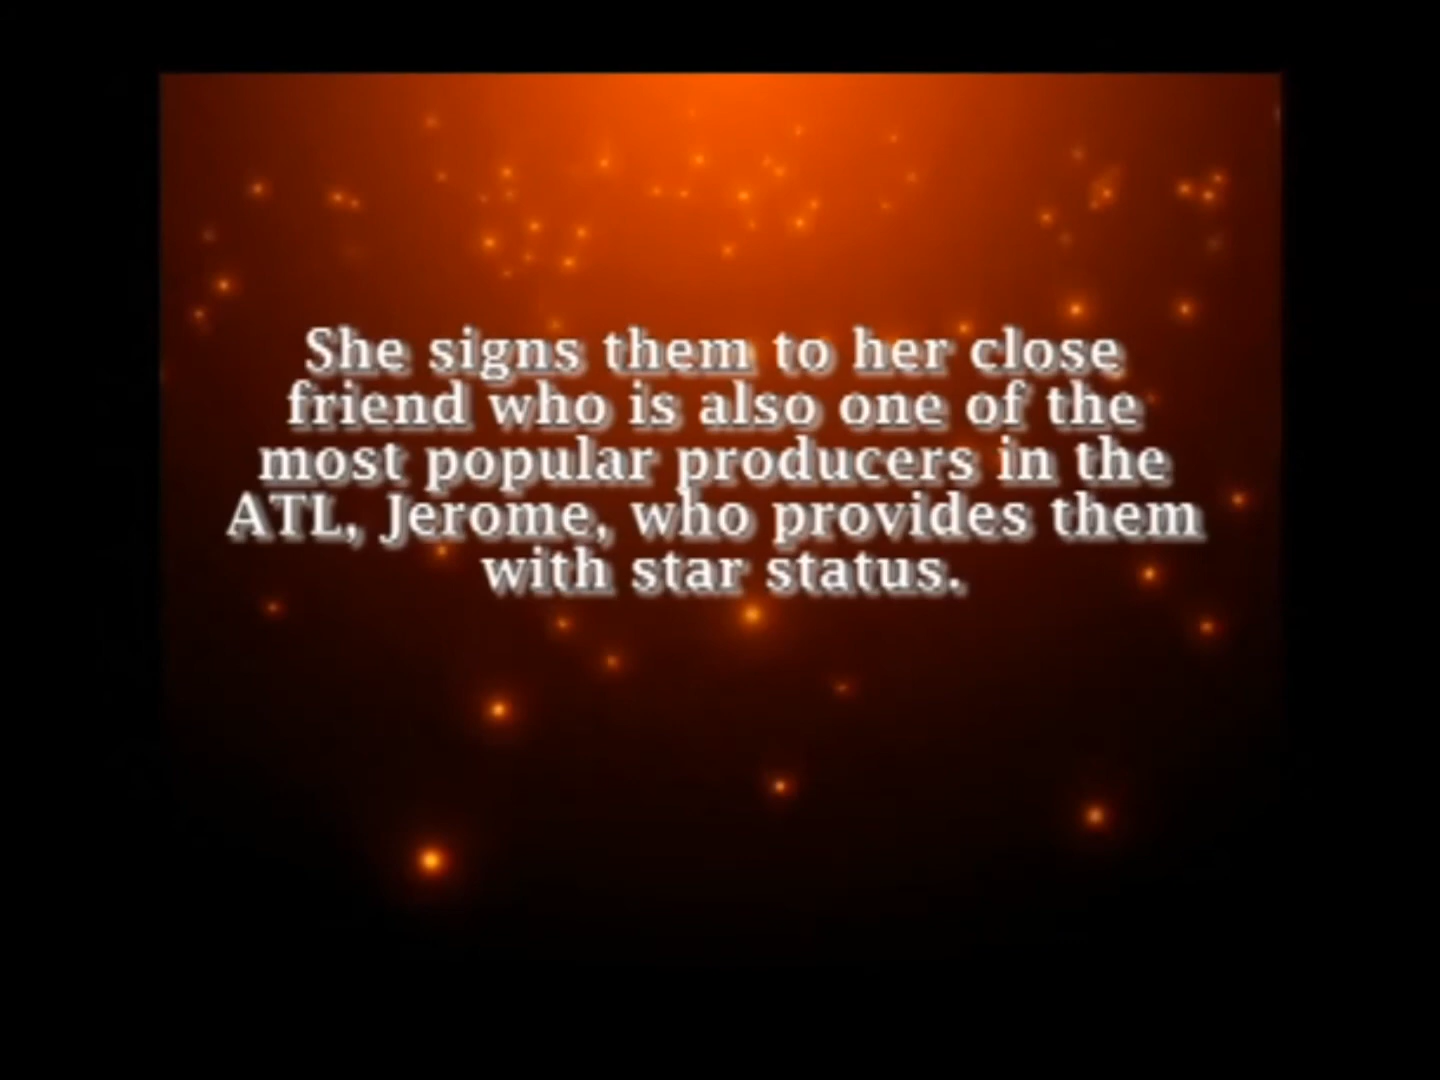 She signs them to her close
friend who is also one of the
most popular producers in the
ATL, Jerome, who provides them
with star status.